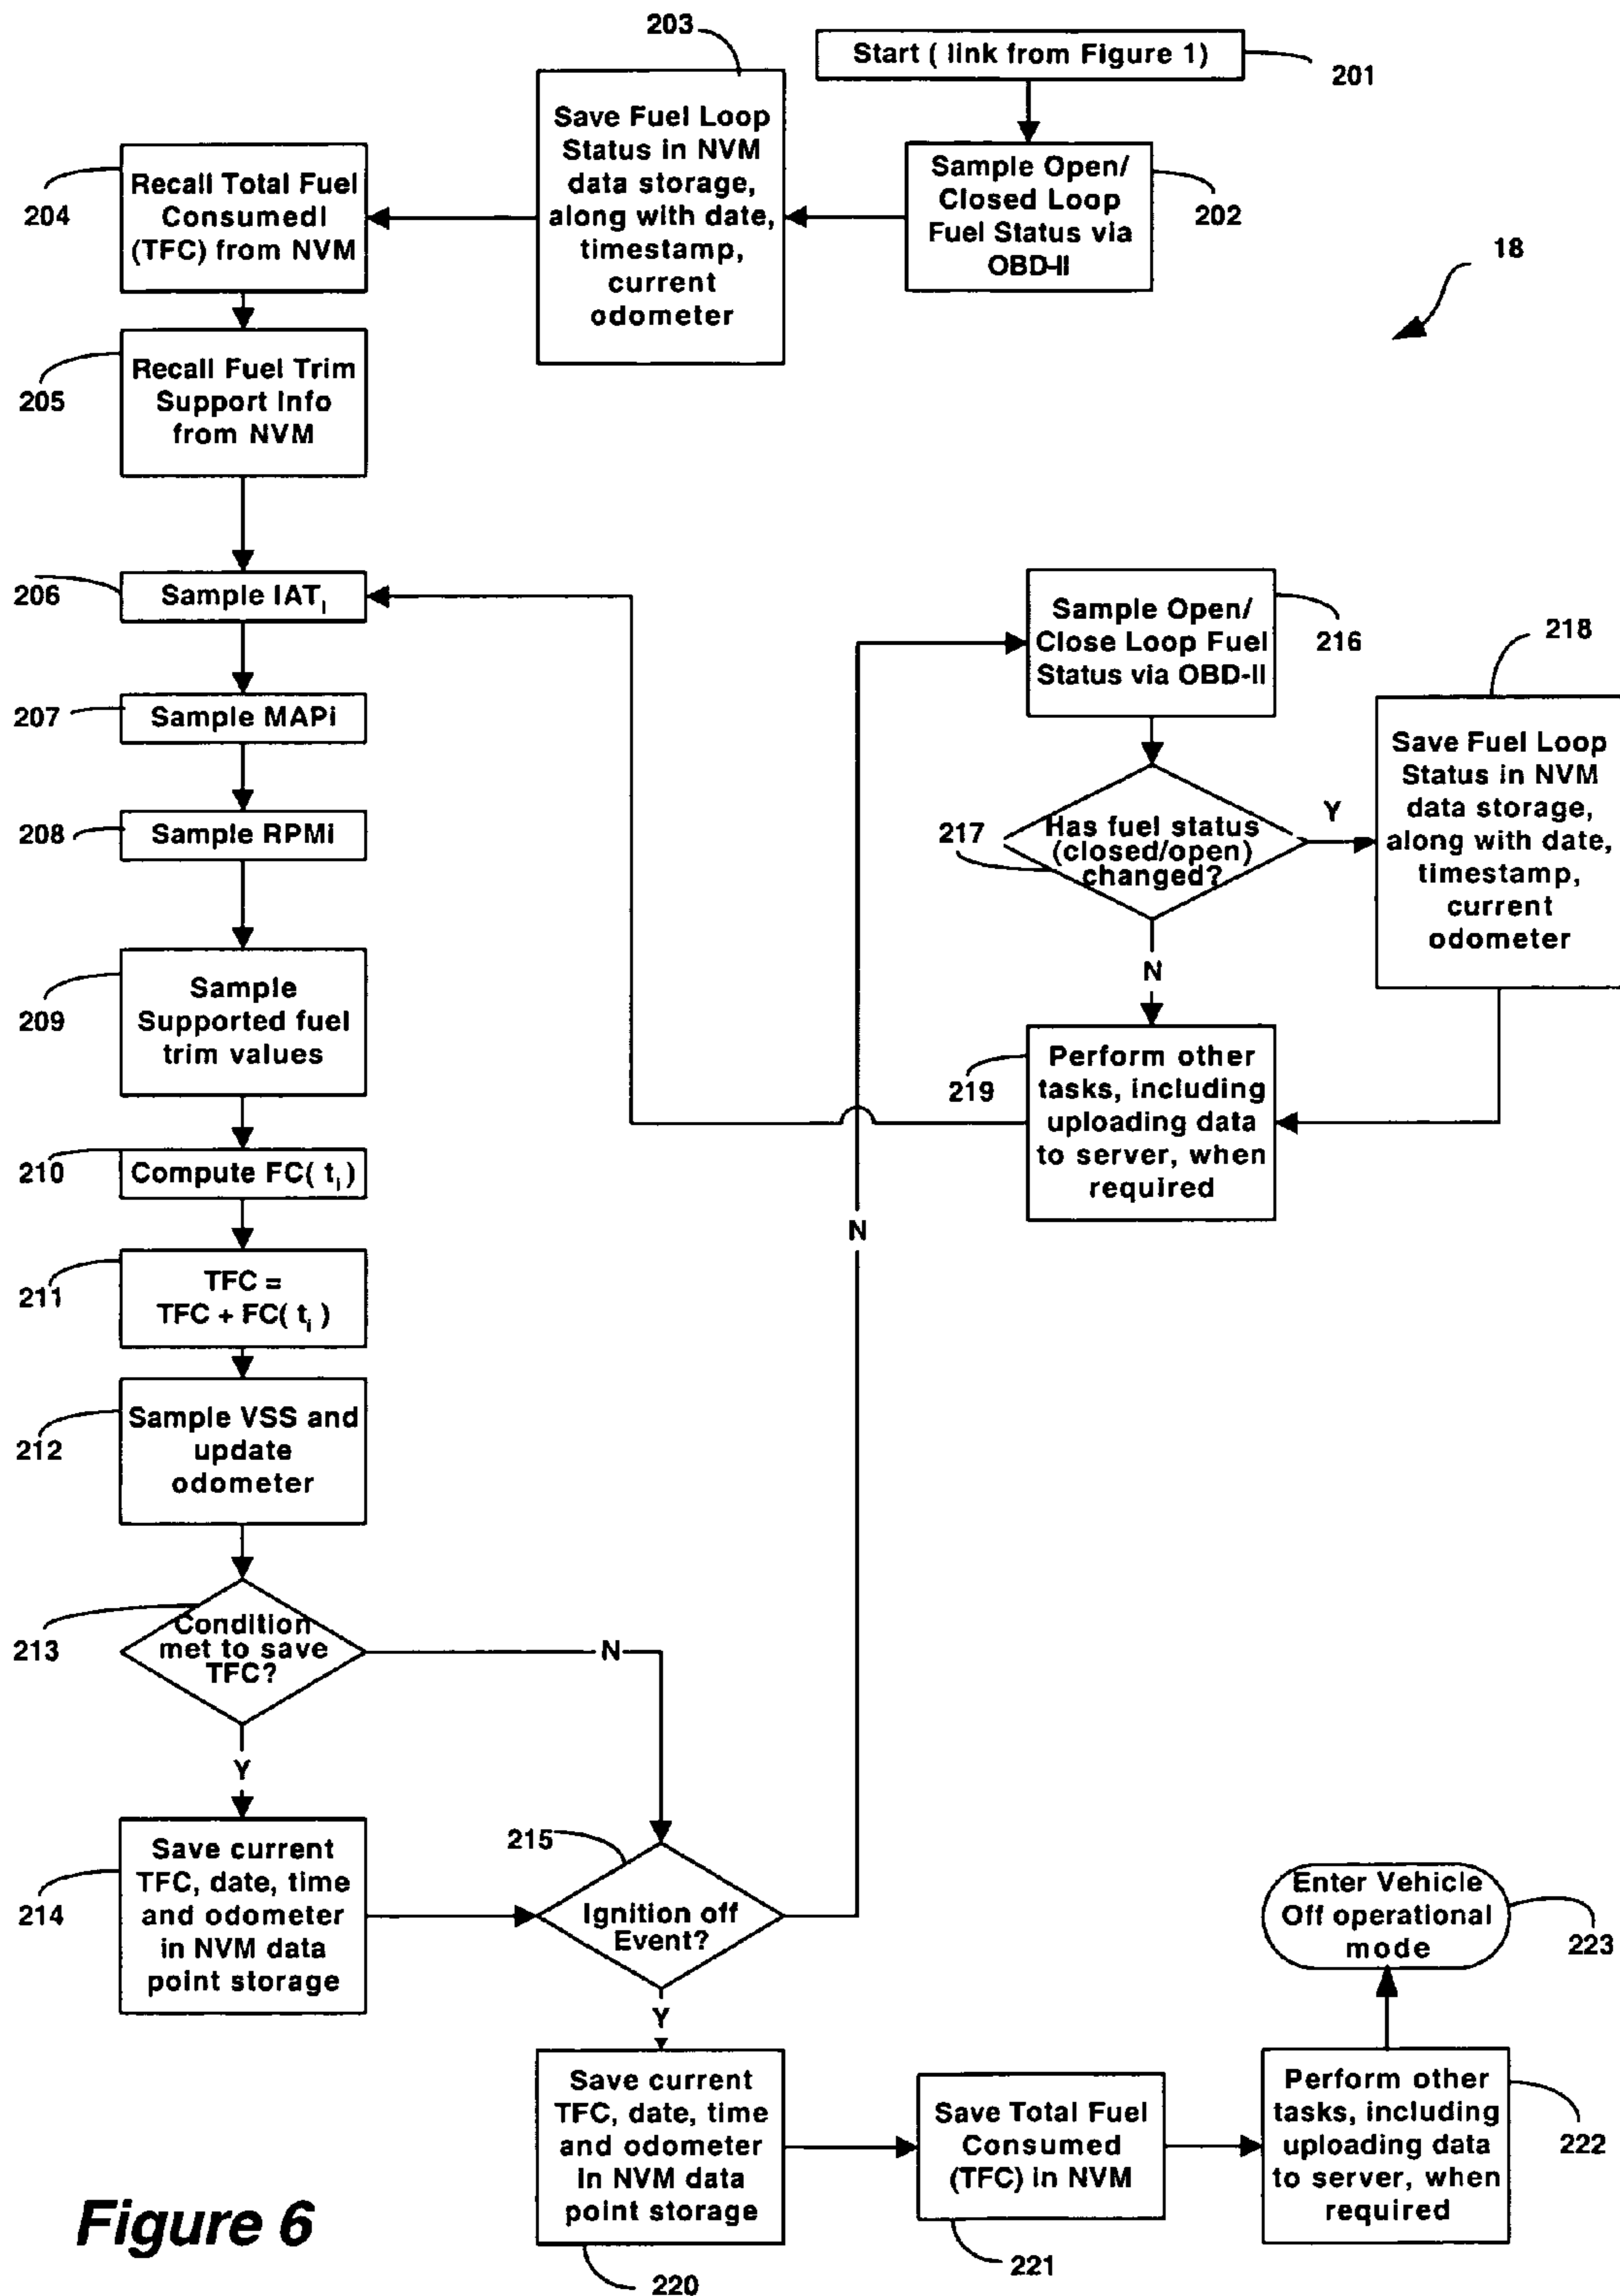 201
Start ( link from Figure 1)
202
Sample Open/
Closed Loop
Fuel Status via
OBD-II
18
203
Save Fuel Loop
Status in NVM
data storage,
along with date,
timestamp,
current
odometer
204
Recall Total Fuel
Consumedl
(TFC) from NVM
205
Recall Fuel Trim
Support Info
from NVM
206
Sample IATi
207
Sample MAPi
208
Sample RPMi
209
Sample
Supported fuel
trim values
210
Compute FC( ti )
211
TFC =
TFC + FC( ti )
212
Sample VSS and
update
odometer
213
Condition
met to save
TFC?
N
Y
214
Save current
TFC, date, time
and odometer
in NVM data
point storage
215
Ignition off
Event?
N
Y
216
Sample Open/
Close Loop Fuel
Status via OBD-II
217
Has fuel status
(closed/open)
changed?
Y
N
218
Save Fuel Loop
Status in NVM
data storage,
along with date,
timestamp,
current
odometer
219
Perform other
tasks, including
uploading data
to server, when
required
220
Save current
TFC, date, time
and odometer
in NVM data
point storage
221
Save Total Fuel
Consumed
(TFC) in NVM
222
Perform other
tasks, including
uploading data
to server, when
required
223
Enter Vehicle
Off operational
mode
Figure 6